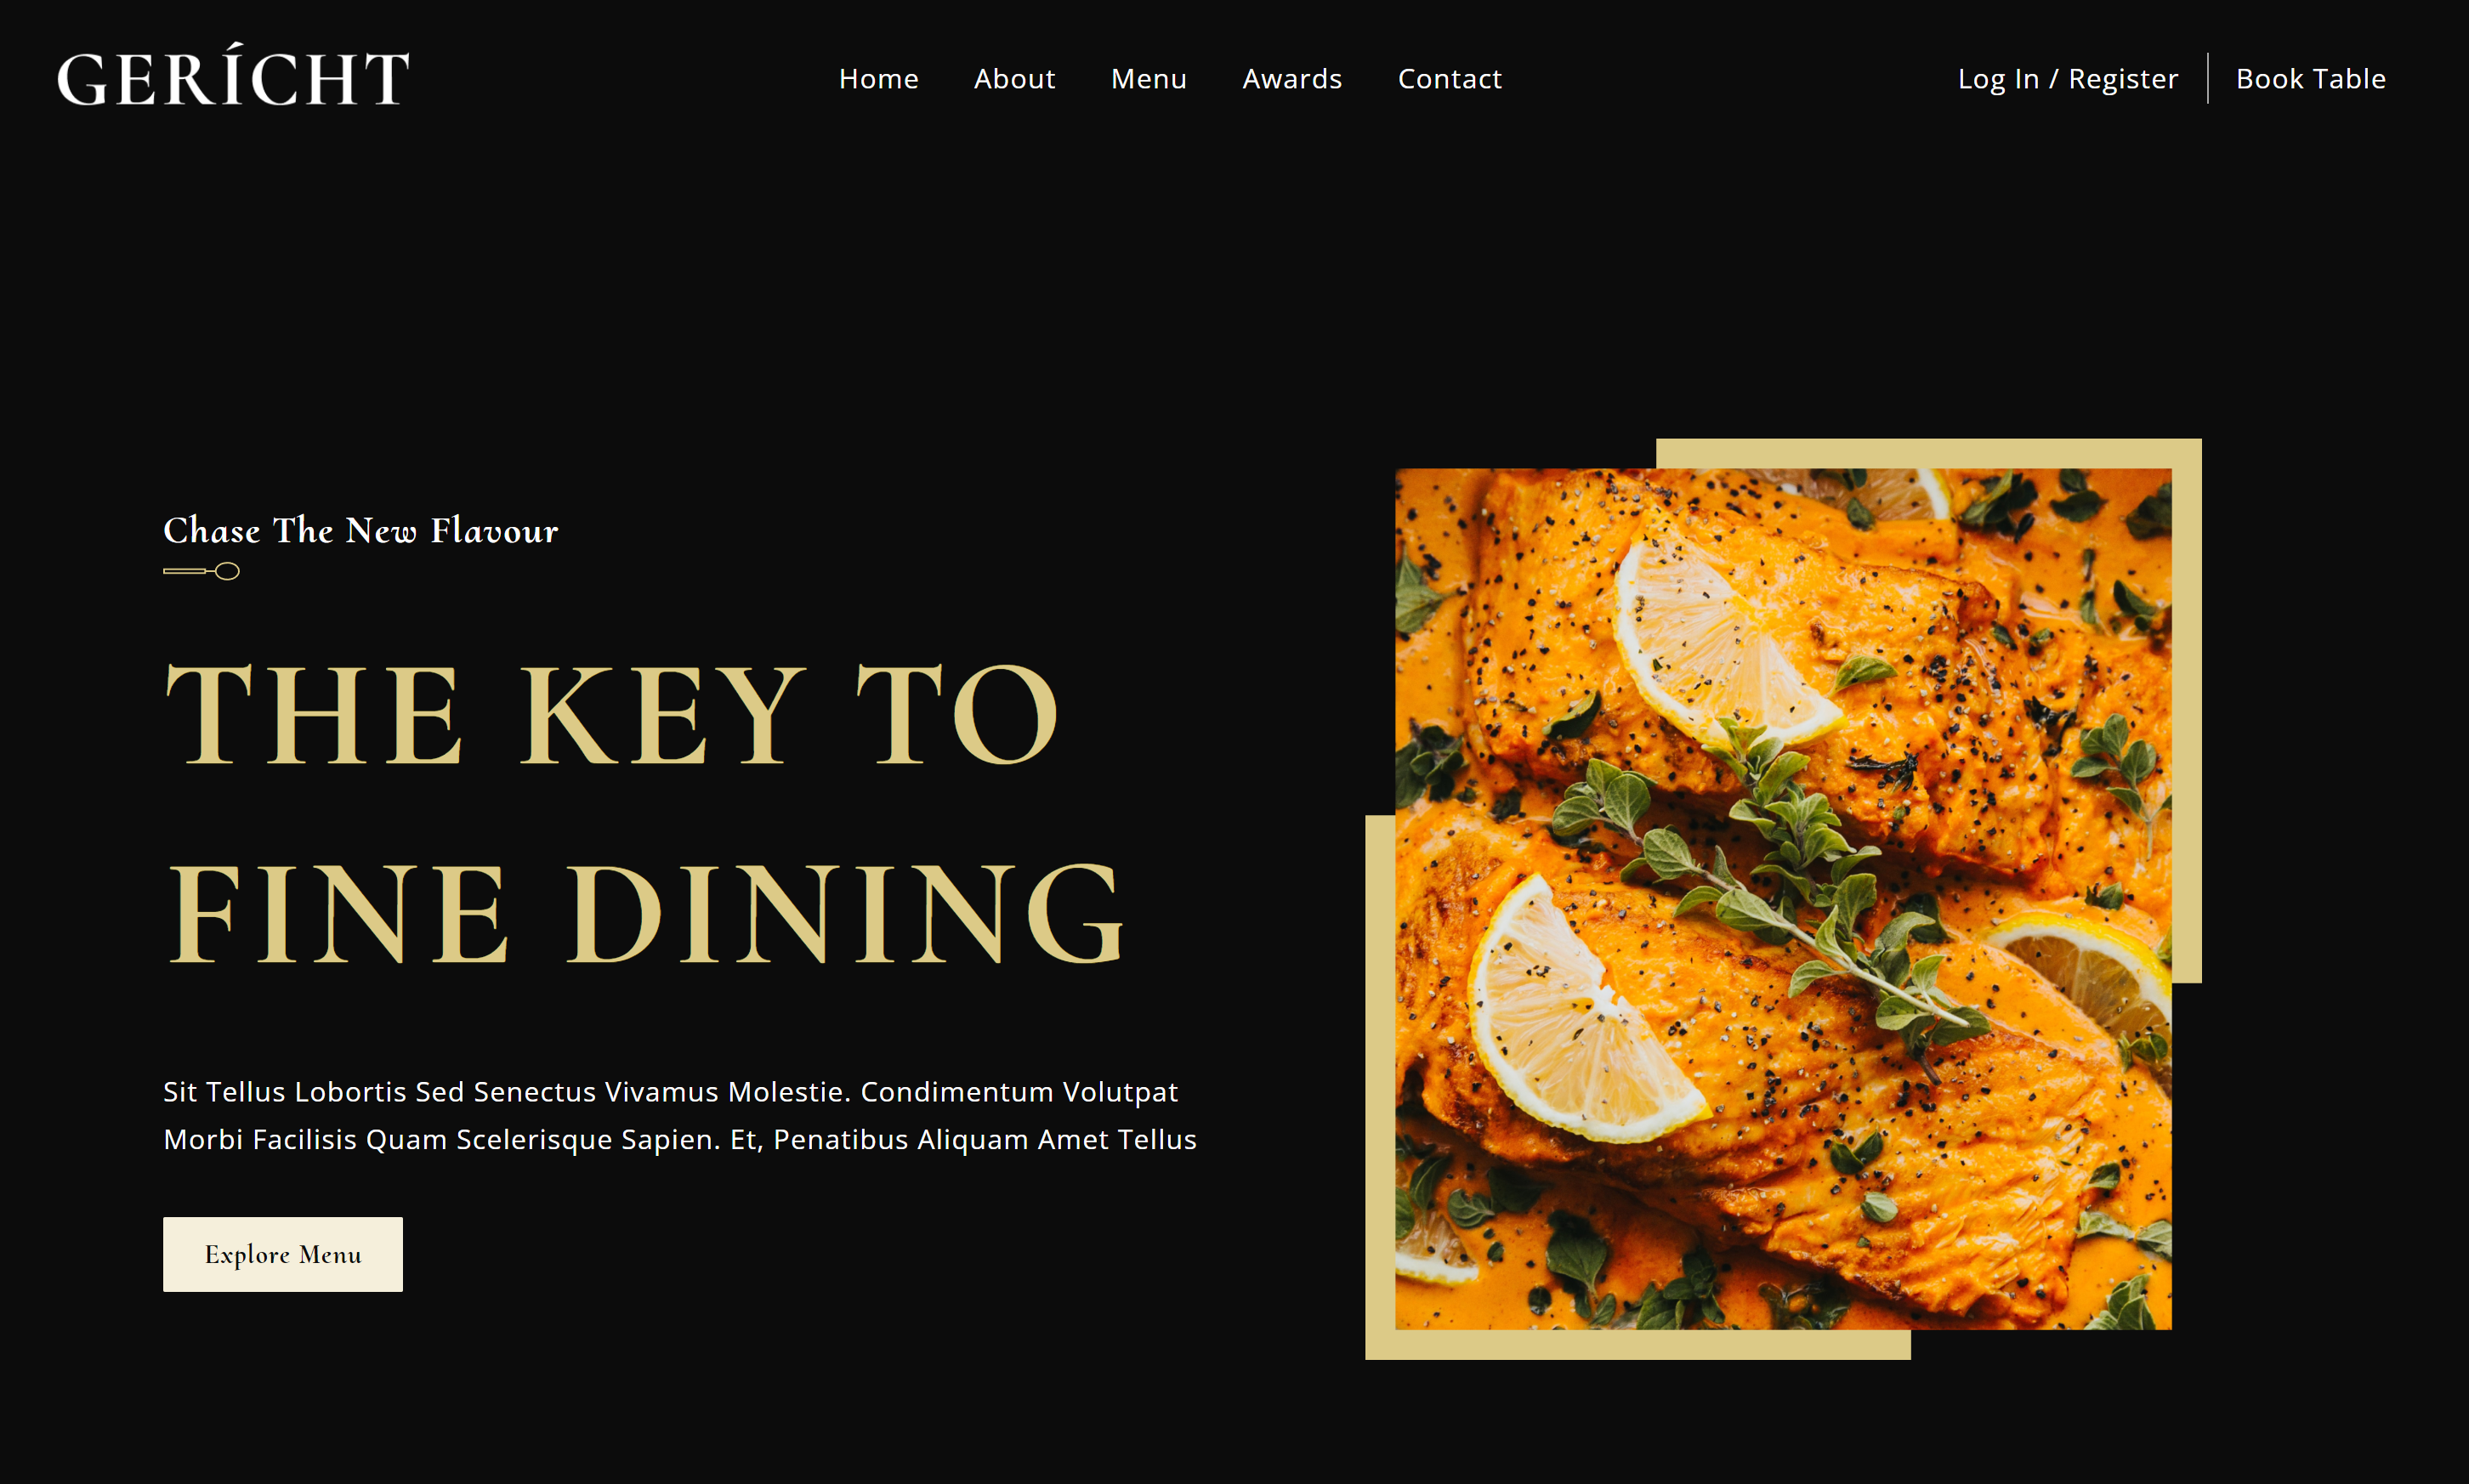 GERÍCHT
Home About Menu Awards Contact
Log In / Register Book Table
Chase The New Flavour
THE KEY TO
FINE DINING
Sit Tellus Lobortis Sed Senectus Vivamus Molestie. Condimentum Volutpat
Morbi Facilisis Quam Scelerisque Sapien. Et, Penatibus Aliquam Amet Tellus
Explore Menu